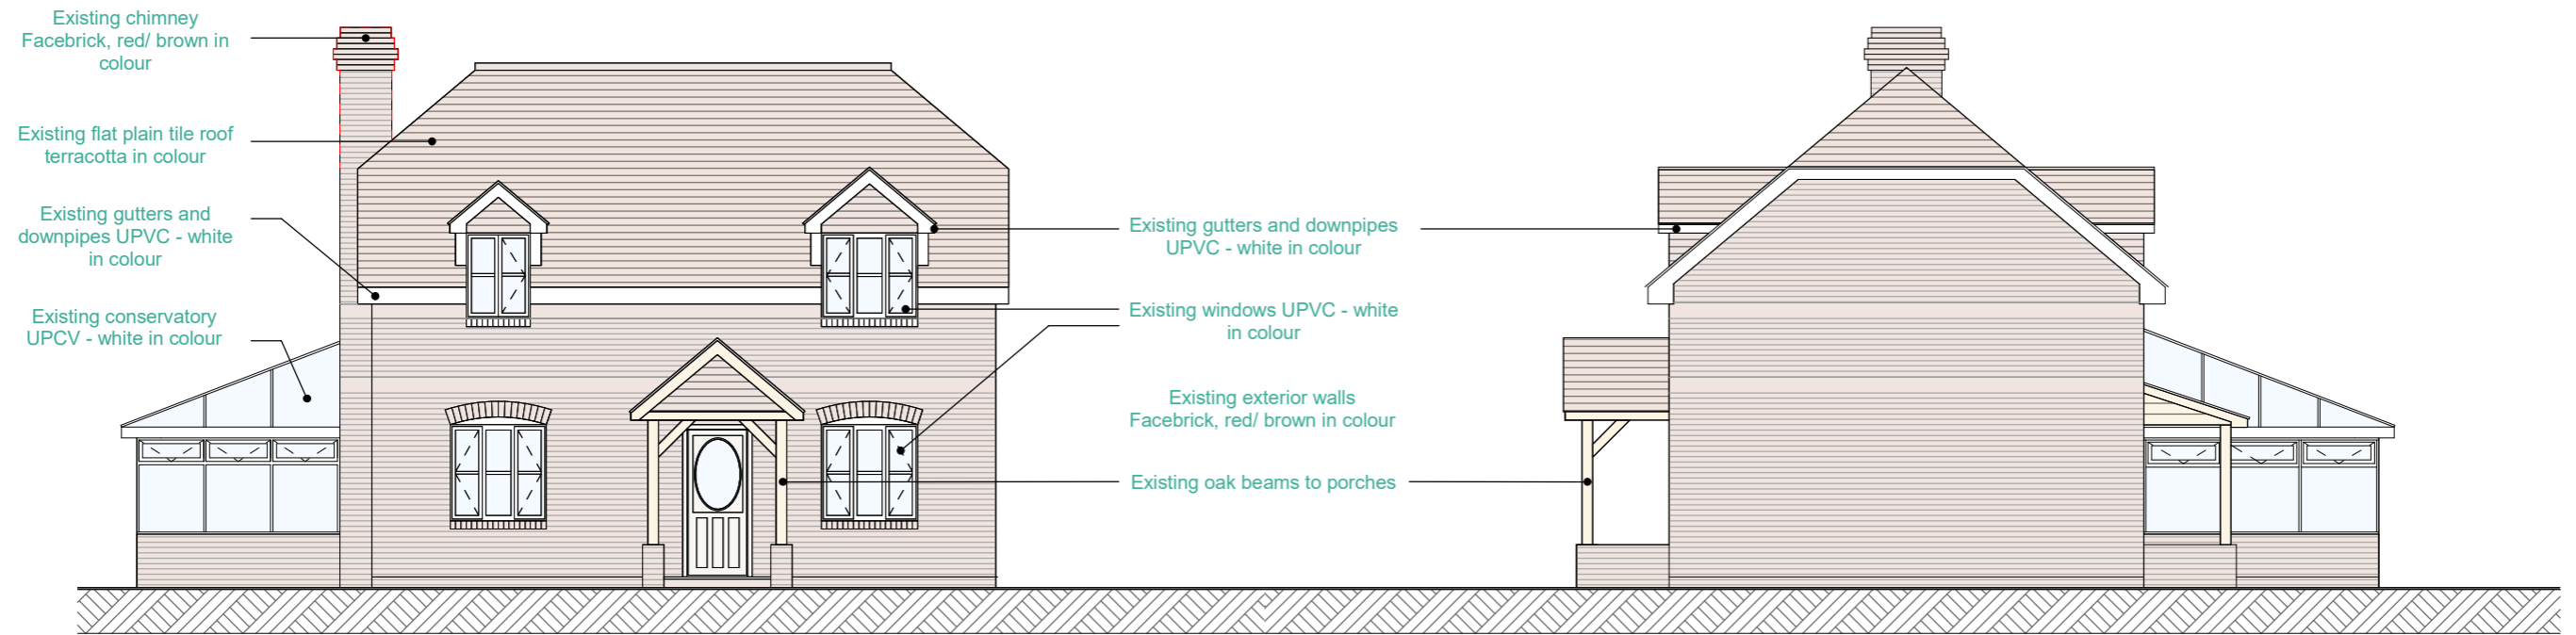 Existing chimney
Facebrick, red/ brown in
colour
Existing flat plain tile roof
terracotta in colour
Existing gutters and
downpipes UPVC - white
in colour
Existing conservatory
UPCV - white in colour
Existing gutters and downpipes
UPVC - white in colour
Existing windows UPVC - white
in colour
Existing exterior walls
Facebrick, red/ brown in colour
Existing oak beams to porches